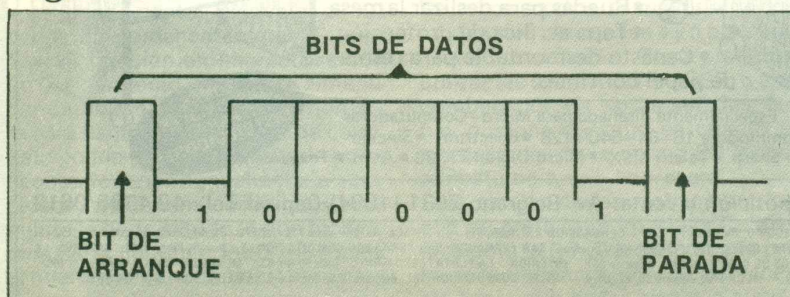 BITS DE DATOS
1 0 0 0 0 0 1
BIT DE ARRANQUE
BIT DE PARADA